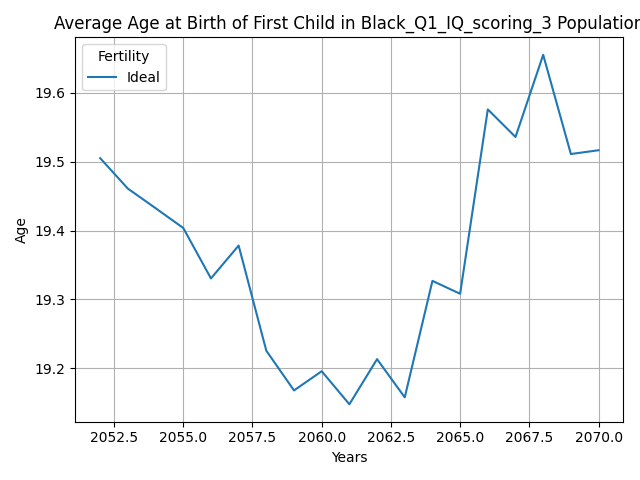 Average Age at Birth of First Child in Black_Q1_IQ_scoring_3 Population
Fertility
Ideal
19.6
19.5
19.4
19.3
19.2
Age
2052.5 2055.0 2057.5 2060.0 2062.5 2065.0 2067.5 2070.0
Years